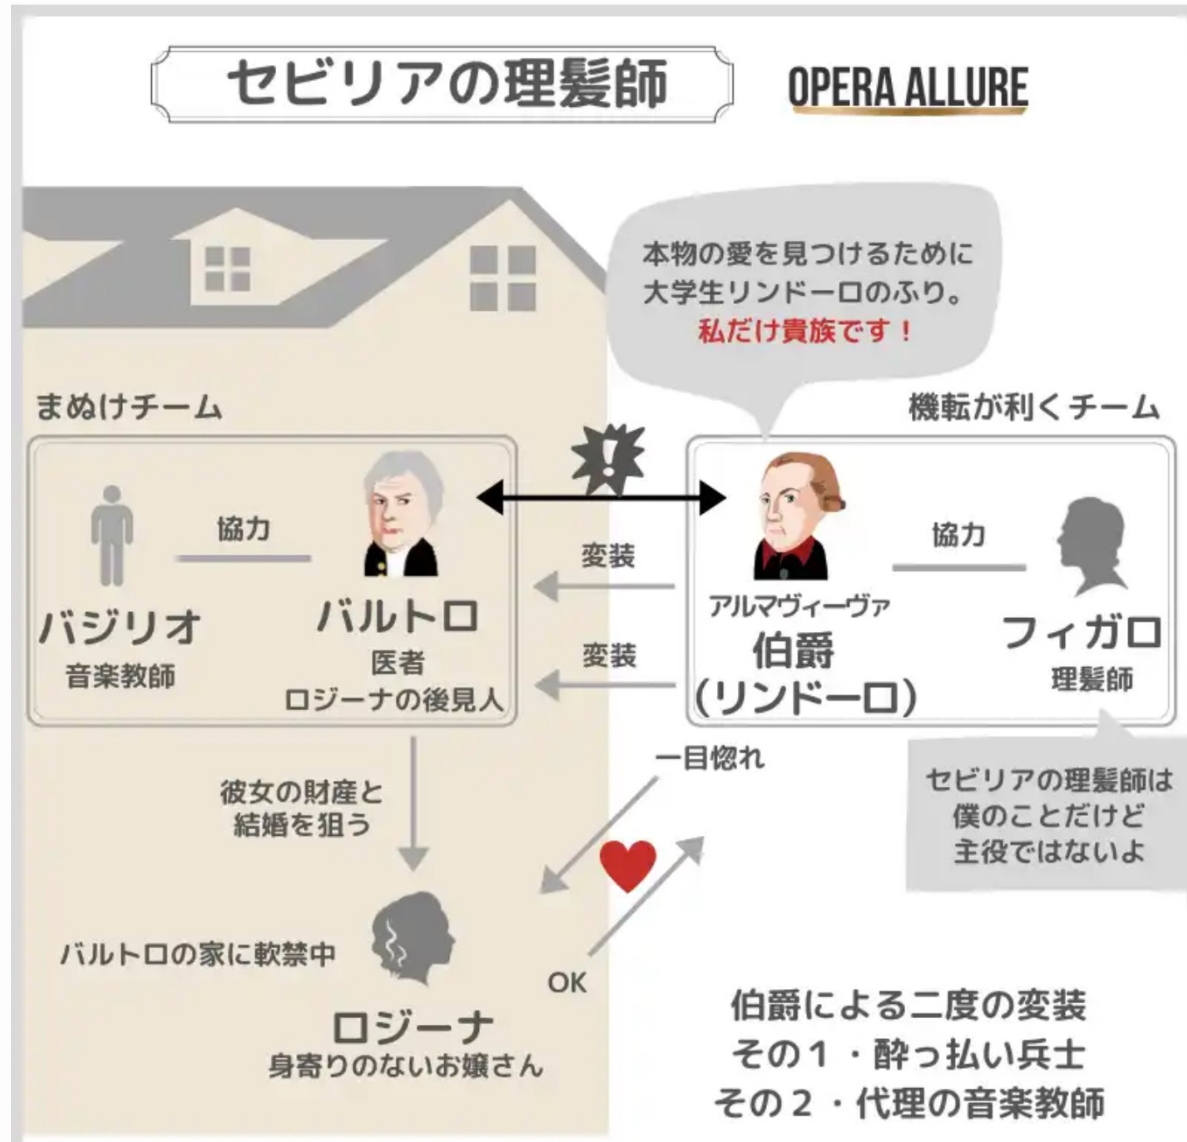 セビリアの理髪師
OPERA ALLURE
本物の愛を見つけるために
大学生リンドーロのふり。
私だけ貴族です！
まぬけチーム
機転が利くチーム
!
協力
バジリオ
音楽教師
バルトロ
医者
ロジーナの後見人
変装
変装
アルマヴィーヴァ
伯爵
(リンドーロ)
協力
フィガロ
理髪師
セビリアの理髪師は
僕のことだけど
主役ではないよ
彼女の財産と
結婚を狙う
一目惚れ
OK
バルトロの家に軟禁中
ロジーナ
身寄りのないお嬢さん
伯爵による二度の変装
その１・酔っ払い兵士
その２・代理の音楽教師